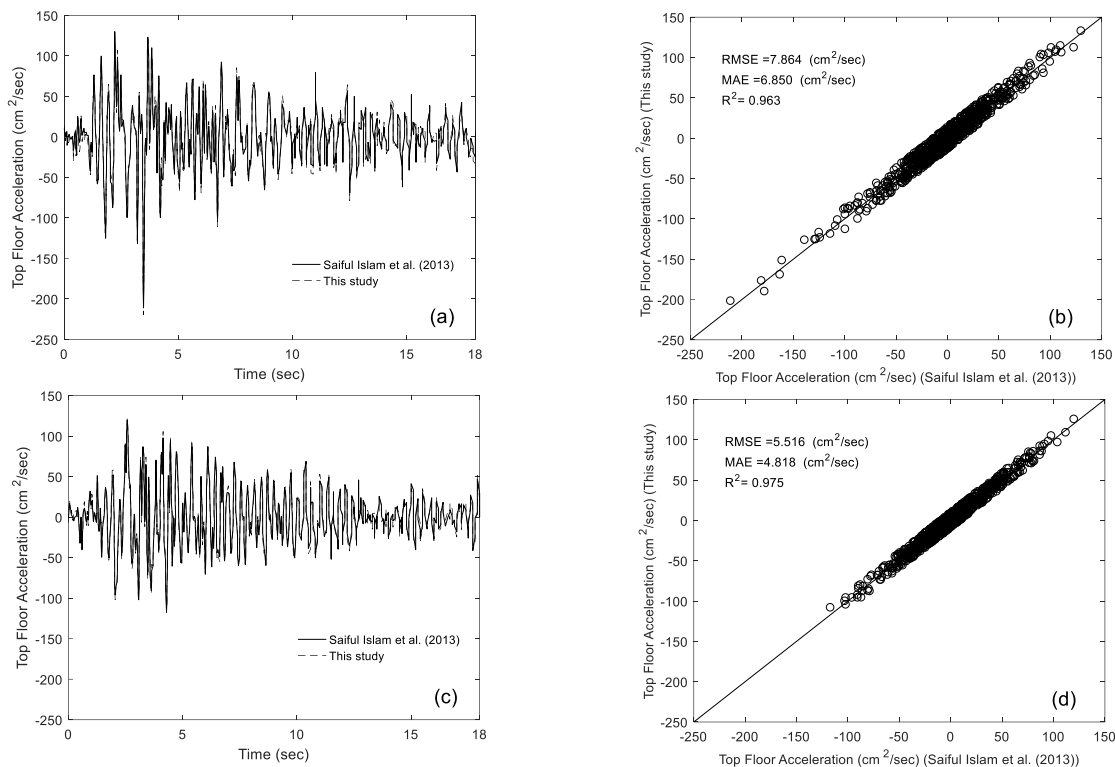 150
100
50
0
-50
-100
-150
-200
-250
Top Floor Acceleration (cm²/sec)
Saiful Islam et al. (2013)
This study
(a)
0 5 10 15 18
Time (sec)
150
100
50
0
-50
-100
-150
-200
-250
Top Floor Acceleration (cm²/sec) (This study)
RMSE =7.864 (cm²/sec)
MAE =6.850 (cm²/sec)
R²= 0.963
(b)
-250 -200 -150 -100 -50 0 50 100 150
Top Floor Acceleration (cm²/sec) (Saiful Islam et al. (2013))
150
100
50
0
-50
-100
-150
-200
-250
Top Floor Acceleration (cm²/sec)
Saiful Islam et al. (2013)
This study
(c)
0 5 10 15 18
Time (sec)
150
100
50
0
-50
-100
-150
-200
-250
Top Floor Acceleration (cm²/sec) (This study)
RMSE =5.516 (cm²/sec)
MAE =4.818 (cm²/sec)
R²= 0.975
(d)
-250 -200 -150 -100 -50 0 50 100 150
Top Floor Acceleration (cm²/sec) (Saiful Islam et al. (2013))